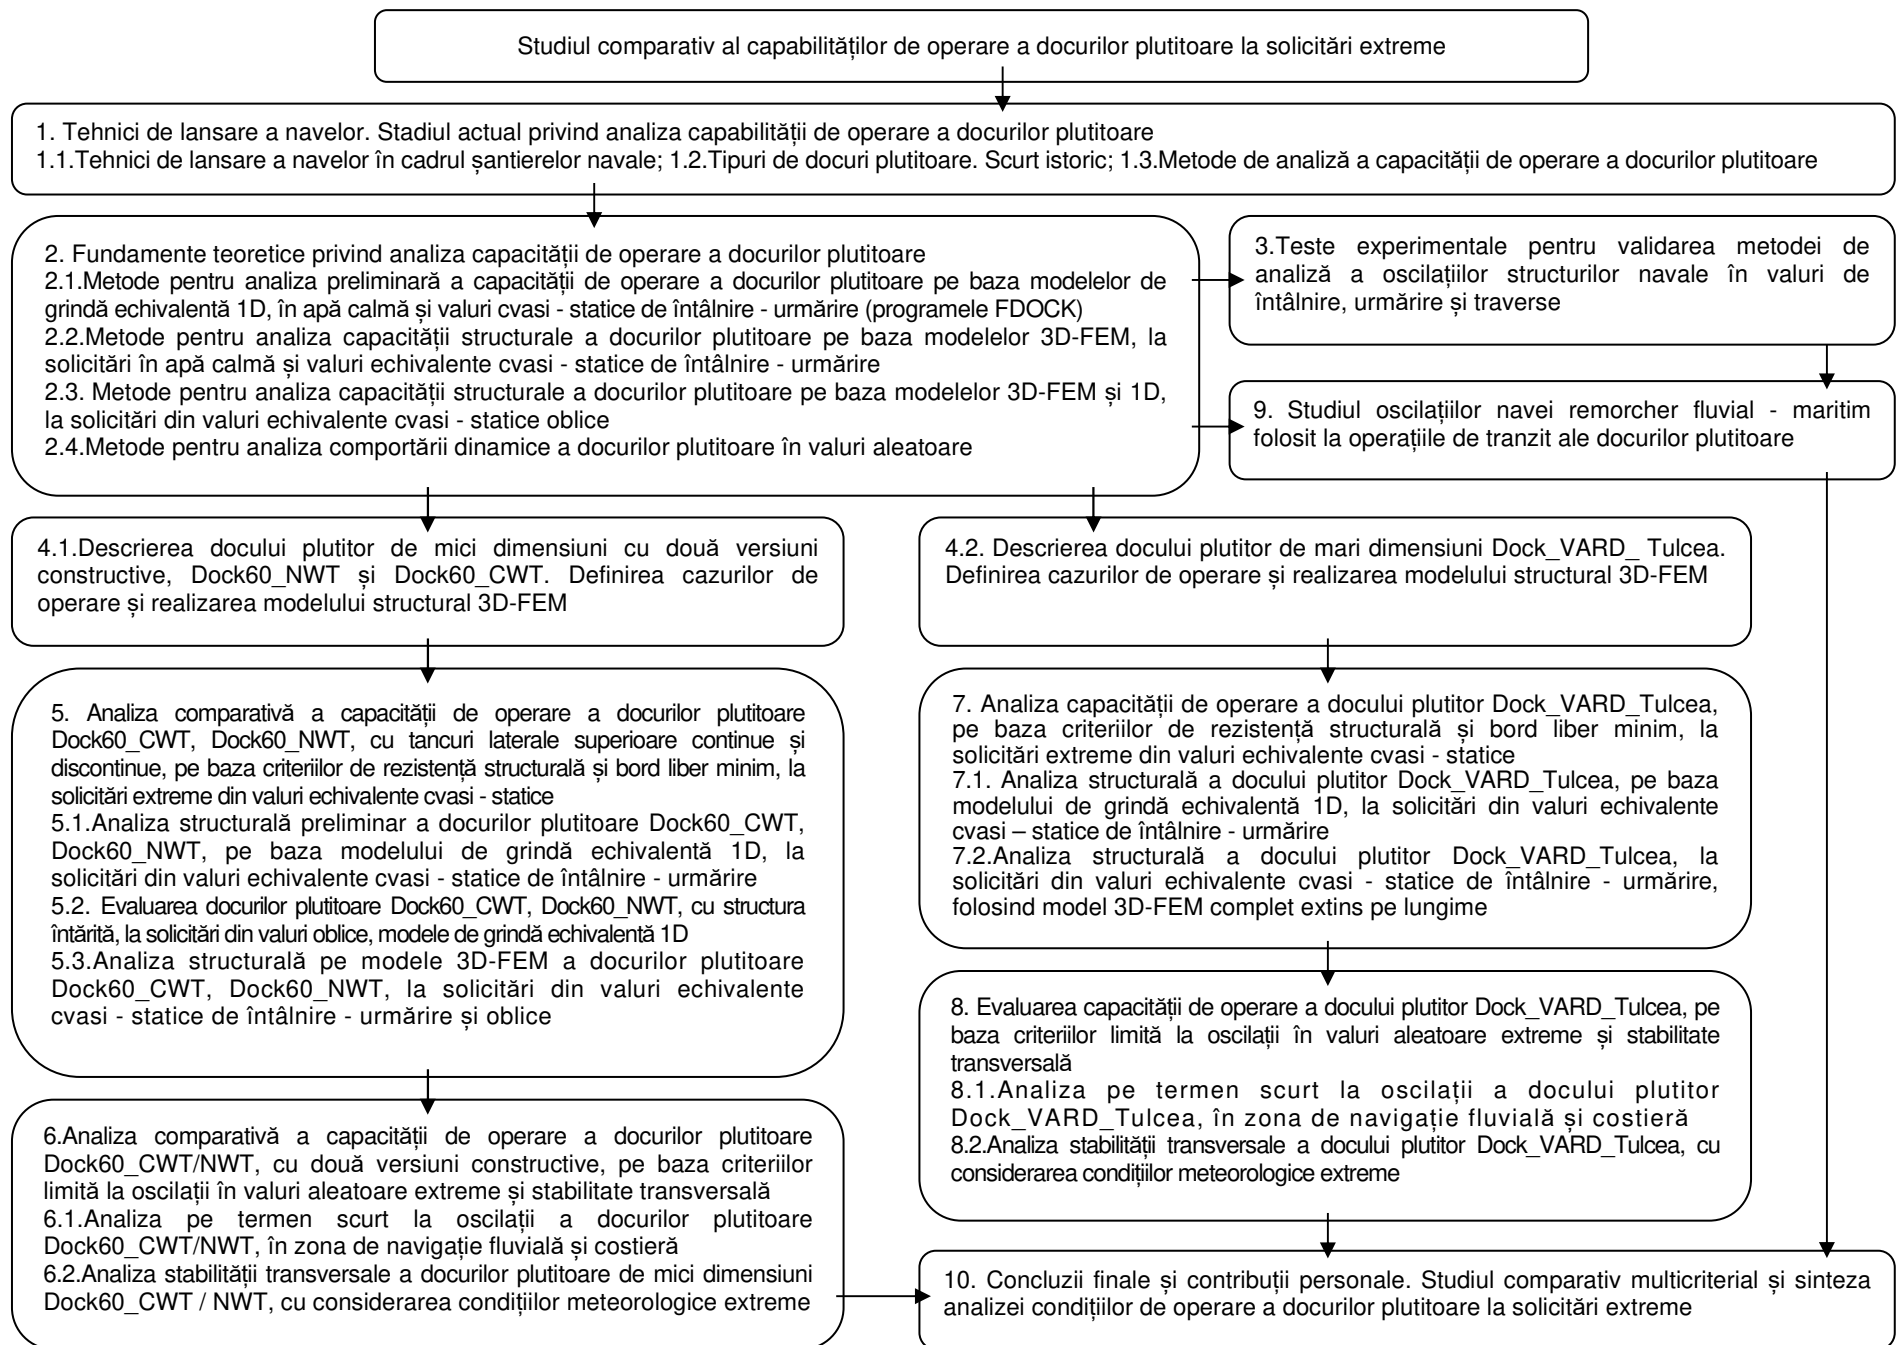 Studiul comparativ al capabilităților de operare a docurilor plutitoare la solicitări extreme
1. Tehnici de lansare a navelor. Stadiul actual privind analiza capabilității de operare a docurilor plutitoare
1.1.Tehnici de lansare a navelor în cadrul șantierelor navale; 1.2.Tipuri de docuri plutitoare. Scurt istoric; 1.3.Metode de analiză a capacității de operare a docurilor plutitoare
2. Fundamente teoretice privind analiza capacității de operare a docurilor plutitoare
2.1.Metode pentru analiza preliminară a capacității de operare a docurilor plutitoare pe baza modelelor de
grindă echivalentă 1D, în apă calmă și valuri cvasi - statice de întâlnire - urmărire (programele FDOCK)
2.2.Metode pentru analiza capacității structurale a docurilor plutitoare pe baza modelelor 3D-FEM, la
solicitări în apă calmă și valuri echivalente cvasi - statice de întâlnire - urmărire
2.3. Metode pentru analiza capacității structurale a docurilor plutitoare pe baza modelelor 3D-FEM și 1D,
la solicitări din valuri echivalente cvasi - statice oblice
2.4.Metode pentru analiza comportării dinamice a docurilor plutitoare în valuri aleatoare
3.Teste experimentale pentru validarea metodei de
analiză a oscilațiilor structurilor navale în valuri de
întâlnire, urmărire și traverse
9. Studiul oscilațiilor navei remorcher fluvial - maritim
folosit la operațiile de tranzit ale docurilor plutitoare
4.1.Descrierea docului plutitor de mici dimensiuni cu două versiuni
constructive, Dock60_NWT și Dock60_CWT. Definirea cazurilor de
operare și realizarea modelului structural 3D-FEM
4.2. Descrierea docului plutitor de mari dimensiuni Dock_VARD_ Tulcea.
Definirea cazurilor de operare și realizarea modelului structural 3D-FEM
5. Analiza comparativă a capacității de operare a docurilor plutitoare
Dock60_CWT, Dock60_NWT, cu tancuri laterale superioare continue și
discontinue, pe baza criteriilor de rezistență structurală și bord liber minim, la
solicitări extreme din valuri echivalente cvasi - statice
5.1.Analiza structurală preliminar a docurilor plutitoare Dock60_CWT,
Dock60_NWT, pe baza modelului de grindă echivalentă 1D, la
solicitări din valuri echivalente cvasi - statice de întâlnire - urmărire
5.2. Evaluarea docurilor plutitoare Dock60_CWT, Dock60_NWT, cu structura
întărită, la solicitări din valuri oblice, modele de grindă echivalentă 1D
5.3.Analiza structurală pe modele 3D-FEM a docurilor plutitoare
Dock60_CWT, Dock60_NWT, la solicitări din valuri echivalente
cvasi - statice de întâlnire - urmărire și oblice
7. Analiza capacității de operare a docului plutitor Dock_VARD_Tulcea,
pe baza criteriilor de rezistență structurală și bord liber minim, la
solicitări extreme din valuri echivalente cvasi - statice
7.1. Analiza structurală a docului plutitor Dock_VARD_Tulcea, pe baza
modelului de grindă echivalentă 1D, la solicitări din valuri echivalente
cvasi – statice de întâlnire - urmărire
7.2.Analiza structurală a docului plutitor Dock_VARD_Tulcea, la
solicitări din valuri echivalente cvasi - statice de întâlnire - urmărire,
folosind model 3D-FEM complet extins pe lungime
8. Evaluarea capacității de operare a docului plutitor Dock_VARD_Tulcea, pe
baza criteriilor limită la oscilații în valuri aleatoare extreme și stabilitate
transversală
8.1.Analiza pe termen scurt la oscilații a docului plutitor
Dock_VARD_Tulcea, în zona de navigație fluvială și costieră
8.2.Analiza stabilității transversale a docului plutitor Dock_VARD_Tulcea, cu
considerarea condițiilor meteorologice extreme
6.Analiza comparativă a capacității de operare a docurilor plutitoare
Dock60_CWT/NWT, cu două versiuni constructive, pe baza criteriilor
limită la oscilații în valuri aleatoare extreme și stabilitate transversală
6.1.Analiza pe termen scurt la oscilații a docurilor plutitoare
Dock60_CWT/NWT, în zona de navigație fluvială și costieră
6.2.Analiza stabilității transversale a docurilor plutitoare de mici dimensiuni
Dock60_CWT / NWT, cu considerarea condițiilor meteorologice extreme
10. Concluzii finale și contribuții personale. Studiul comparativ multicriterial și sinteza
analizei condițiilor de operare a docurilor plutitoare la solicitări extreme